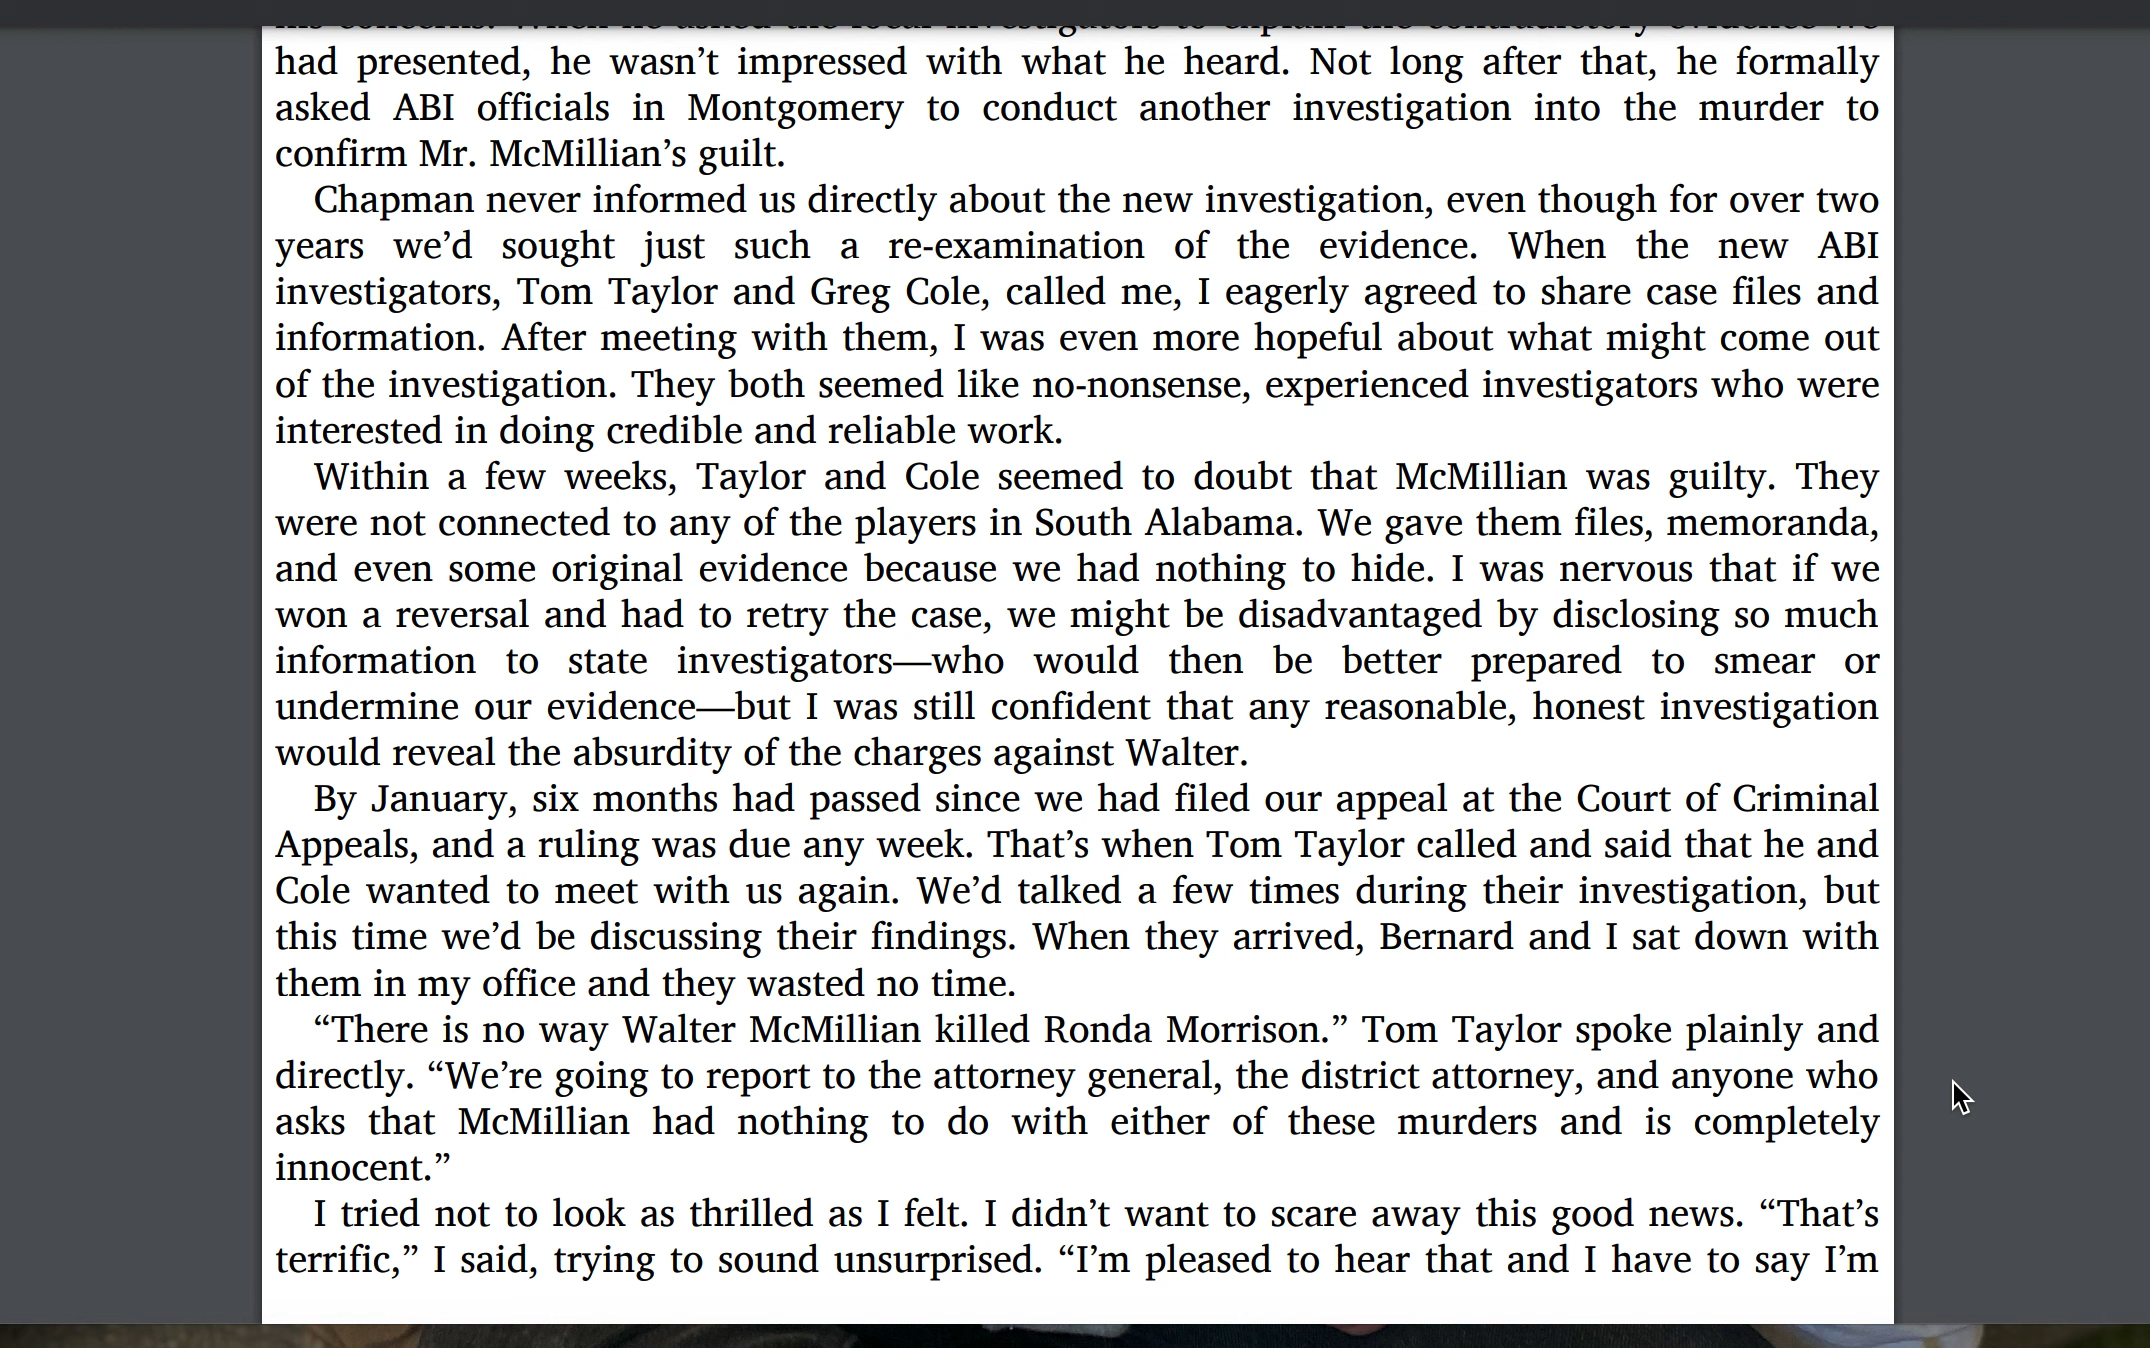 had presented, he wasn’t impressed with what he heard. Not long after that, he formally
asked ABI officials in Montgomery to conduct another investigation into the murder to
confirm Mr. McMillian’s guilt.
Chapman never informed us directly about the new investigation, even though for over two
years we’d sought just such a re-examination of the evidence. When the new ABI
investigators, Tom Taylor and Greg Cole, called me, I eagerly agreed to share case files and
information. After meeting with them, I was even more hopeful about what might come out
of the investigation. They both seemed like no-nonsense, experienced investigators who were
interested in doing credible and reliable work.
Within a few weeks, Taylor and Cole seemed to doubt that McMillian was guilty. They
were not connected to any of the players in South Alabama. We gave them files, memoranda,
and even some original evidence because we had nothing to hide. I was nervous that if we
won a reversal and had to retry the case, we might be disadvantaged by disclosing so much
information to state investigators—who would then be better prepared to smear or
undermine our evidence—but I was still confident that any reasonable, honest investigation
would reveal the absurdity of the charges against Walter.
By January, six months had passed since we had filed our appeal at the Court of Criminal
Appeals, and a ruling was due any week. That’s when Tom Taylor called and said that he and
Cole wanted to meet with us again. We’d talked a few times during their investigation, but
this time we’d be discussing their findings. When they arrived, Bernard and I sat down with
them in my office and they wasted no time.
“There is no way Walter McMillian killed Ronda Morrison.” Tom Taylor spoke plainly and
directly. “We’re going to report to the attorney general, the district attorney, and anyone who
asks that McMillian had nothing to do with either of these murders and is completely
innocent.”
I tried not to look as thrilled as I felt. I didn’t want to scare away this good news. “That’s
terrific,” I said, trying to sound unsurprised. “I’m pleased to hear that and I have to say I’m